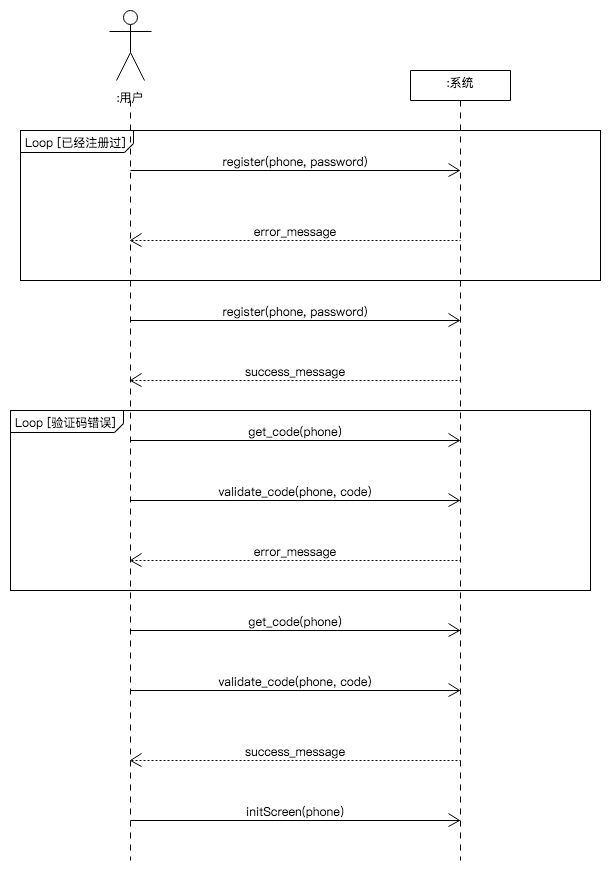 :用户
:系统
Loop [已经注册过]
register(phone, password)
error_message
register(phone, password)
success_message
Loop [验证码错误]
get_code(phone)
validate_code(phone, code)
error_message
get_code(phone)
validate_code(phone, code)
success_message
initScreen(phone)